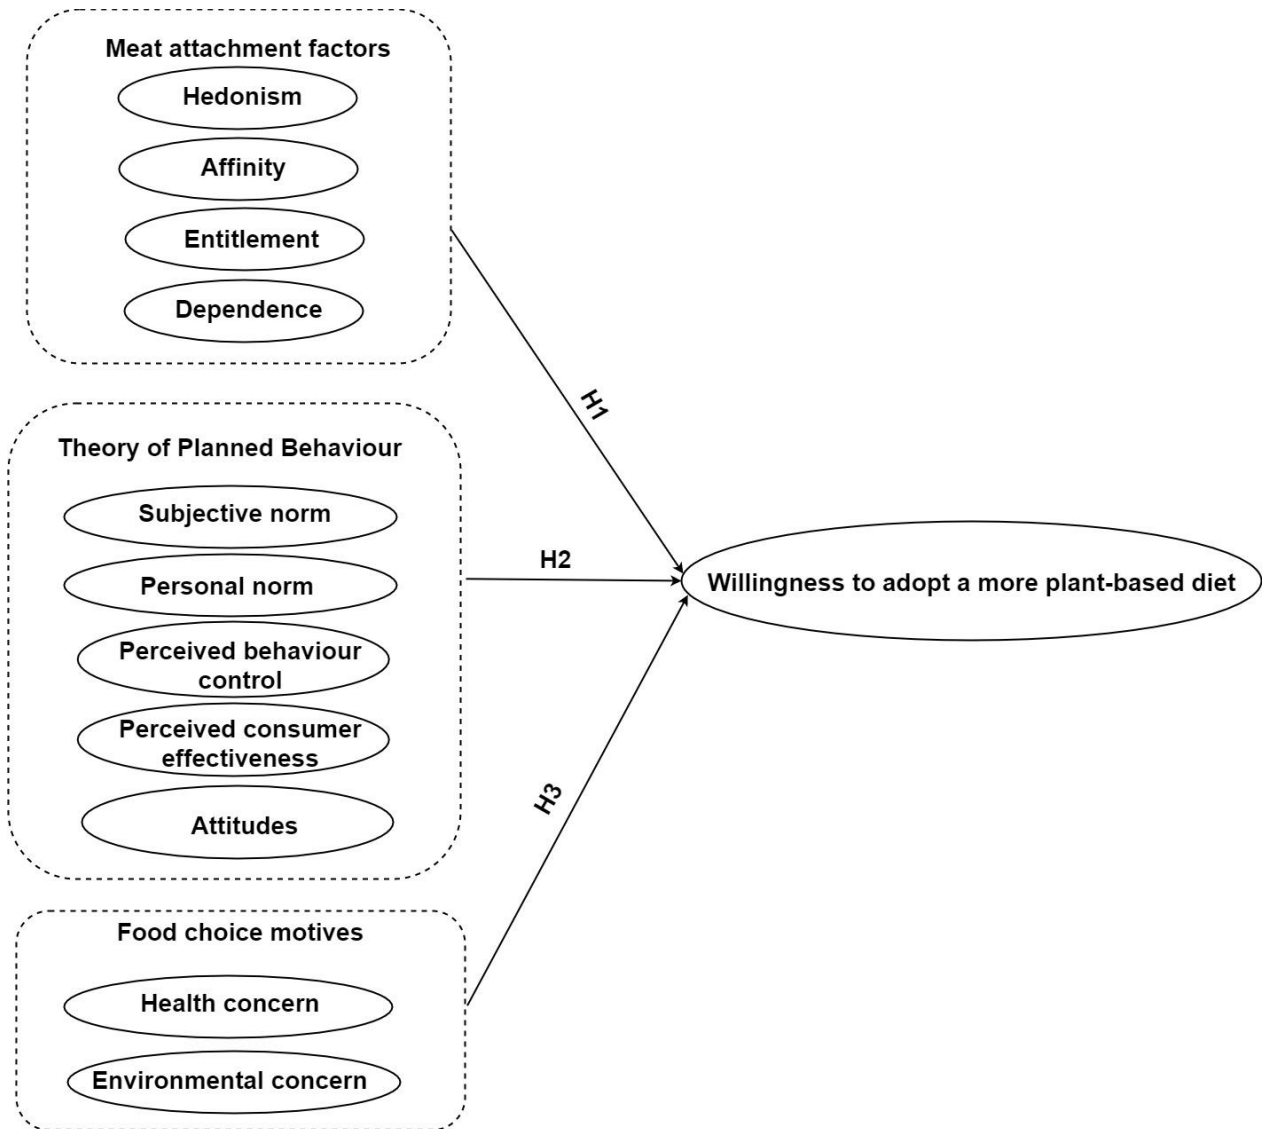 Meat attachment factors
Hedonism
Affinity
Entitlement
Dependence
H1
Theory of Planned Behaviour
Subjective norm
Personal norm
Perceived behaviour
control
Perceived consumer
effectiveness
Attitudes
H2
Willingness to adopt a more plant-based diet
H3
Food choice motives
Health concern
Environmental concern